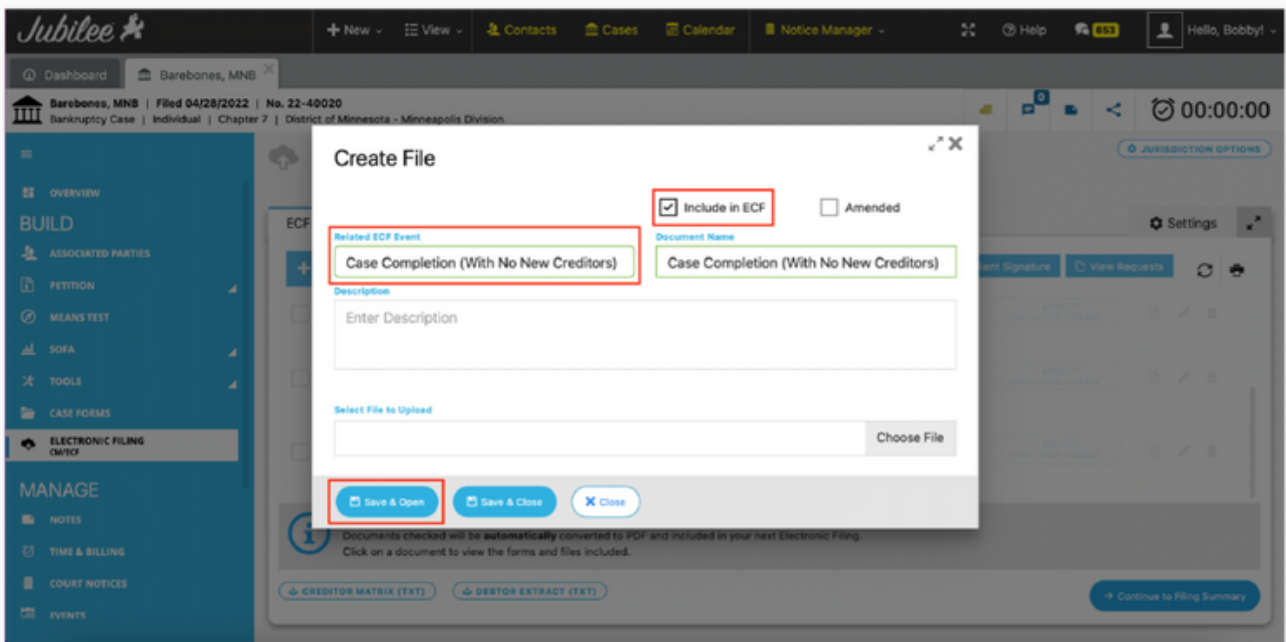 Jubilee
+ New
View
Contacts
Cases
Calendar
Notice Manager
Help
653
Hello, Bobby!
Dashboard
Barebones, MNB
Barebones, MNB | Filed 04/28/2022 | No. 22-40020
Bankruptcy Case | Individual | Chapter 7 | District of Minnesota - Minneapolis Division
0
00:00:00
JURISDICTION OPTIONS
OVERVIEW
BUILD
ASSOCIATED PARTIES
PETITION
MEANS TEST
SOFA
TOOLS
CASE FORMS
ELECTRONIC FILING
CM/ECF
MANAGE
NOTES
TIME & BILLING
COURT NOTICES
EVENTS
ECF
Settings
Signature
View Requests
Create File
Include in ECF
Amended
Related ECF Event
Document Name
Case Completion (With No New Creditors)
Case Completion (With No New Creditors)
Description
Enter Description
Select File to Upload
Choose File
Save & Open
Save & Close
Close
Documents checked will be automatically converted to PDF and included in your next Electronic Filing.
Click on a document to view the forms and files included.
CREDITOR MATRIX (TXT)
DEBTOR EXTRACT (TXT)
Continue to Filing Summary